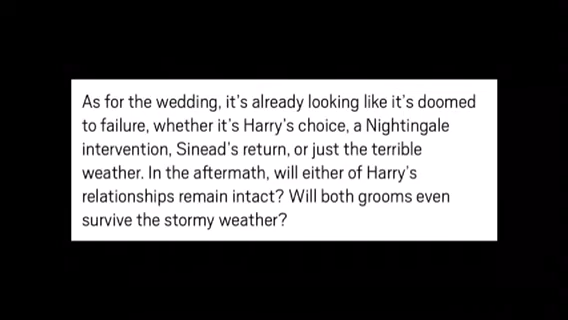 As for the wedding, it's already looking like it's doomed
to failure, whether it's Harry's choice, a Nightingale
intervention, Sinead's return, or just the terrible
weather. In the aftermath, will either of Harry's
relationships remain intact? Will both grooms even
survive the stormy weather?